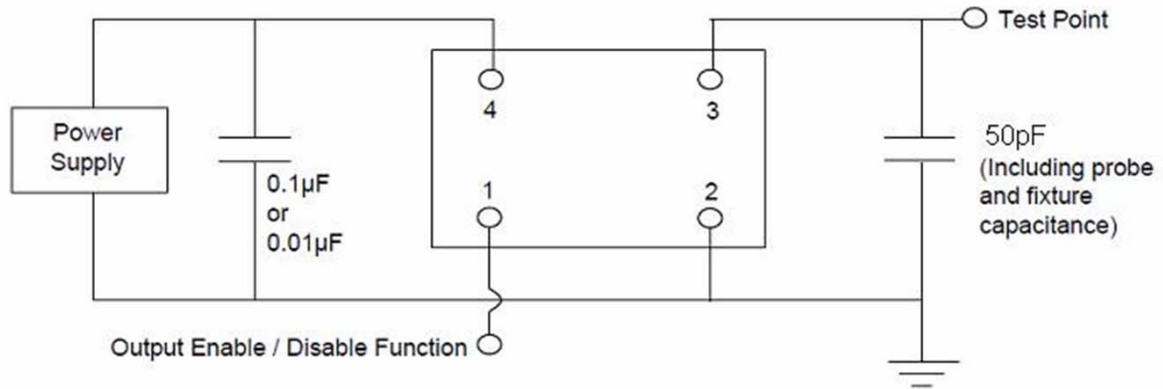 Test Point
Power
Supply
4
3
50pF
(Including probe
and fixture
capacitance)
0.1µF
or
0.01µF
1
2
Output Enable / Disable Function